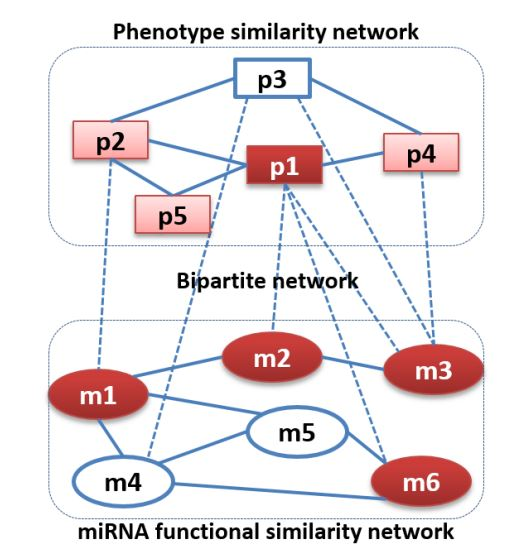 Phenotype similarity network
p3
p2
p1
p4
p5
Bipartite network
m2
m3
m1
m5
m4
m6
miRNA functional similarity network